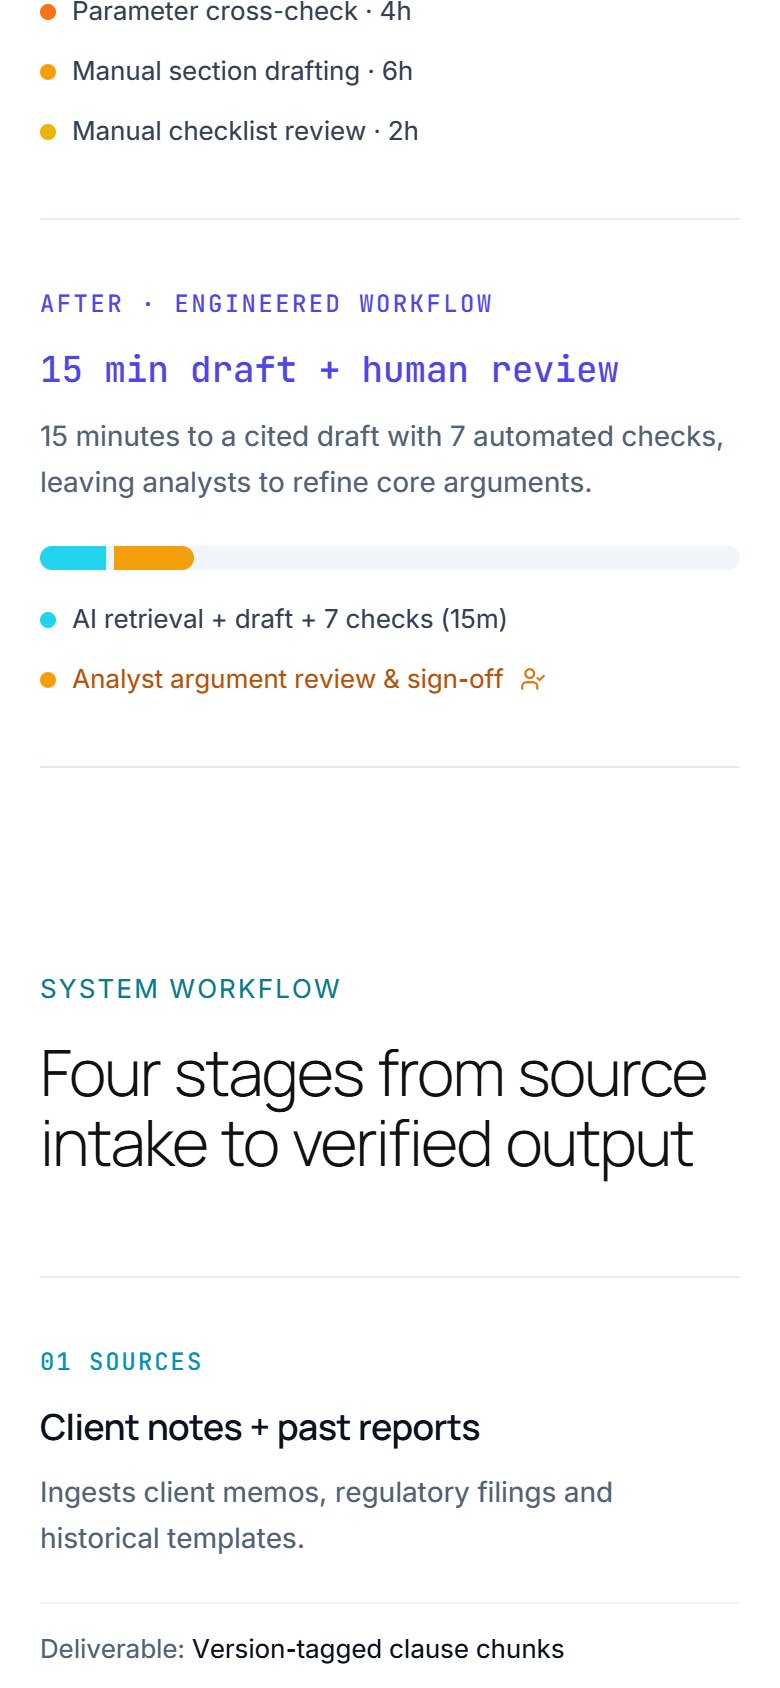 Parameter cross-check · 4h
Manual section drafting · 6h
Manual checklist review · 2h
AFTER · ENGINEERED WORKFLOW
15 min draft + human review
15 minutes to a cited draft with 7 automated checks,
leaving analysts to refine core arguments.
AI retrieval + draft + 7 checks (15m)
Analyst argument review & sign-off
SYSTEM WORKFLOW
Four stages from source
intake to verified output
01 SOURCES
Client notes + past reports
Ingests client memos, regulatory filings and
historical templates.
Deliverable: Version-tagged clause chunks